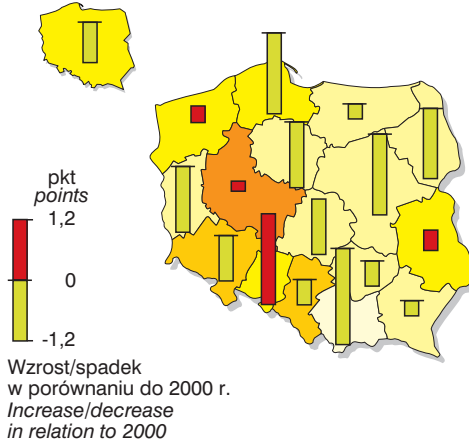 pkt
points
1,2
0
-1,2
Wzrost/spadek
w porównaniu do 2000 r.
Increase/decrease
in relation to 2000